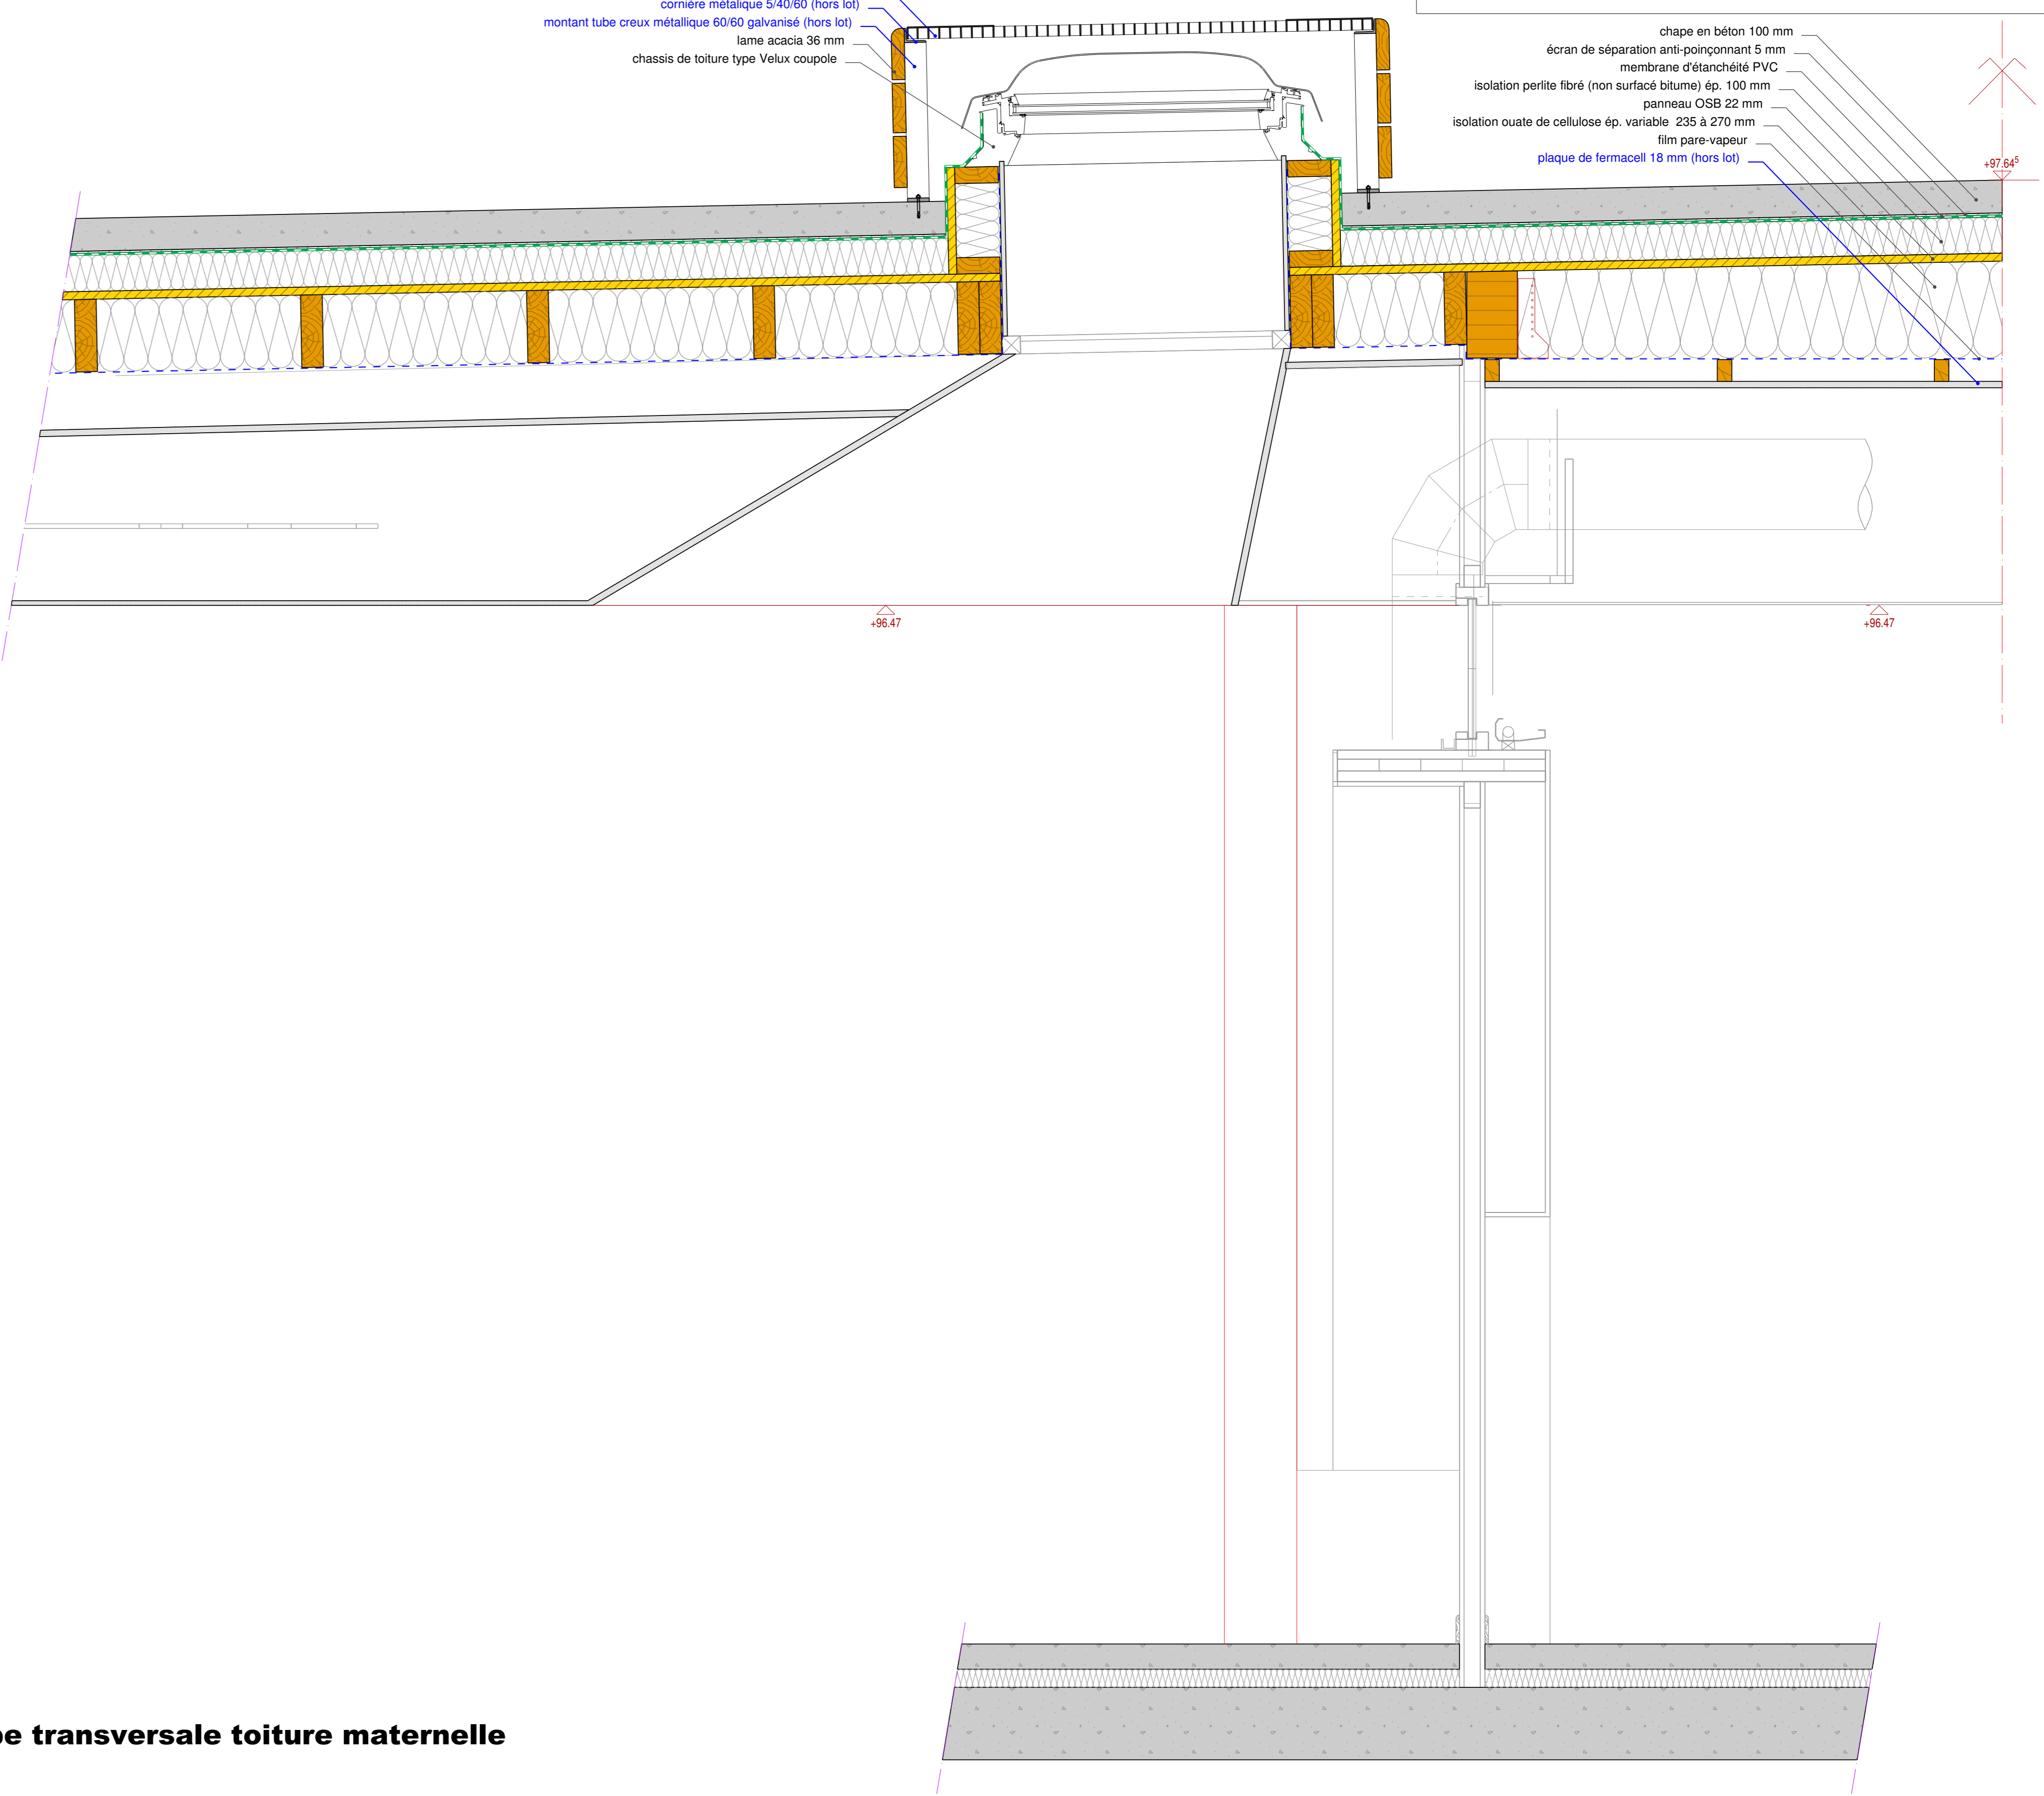 cornière métalique 5/40/60 (hors lot)
montant tube creux métallique 60/60 galvanisé (hors lot)
lame acacia 36 mm
chassis de toiture type Velux coupole
chape en béton 100 mm
écran de séparation anti-poinçonnant 5 mm
membrane d'étanchéité PVC
isolation perlite fibré (non surfacé bitume) ép. 100 mm
panneau OSB 22 mm
isolation ouate de cellulose ép. variable 235 à 270 mm
film pare-vapeur
plaque de fermacell 18 mm (hors lot)
+97.64⁵
+96.47
+96.47
pe transversale toiture maternelle